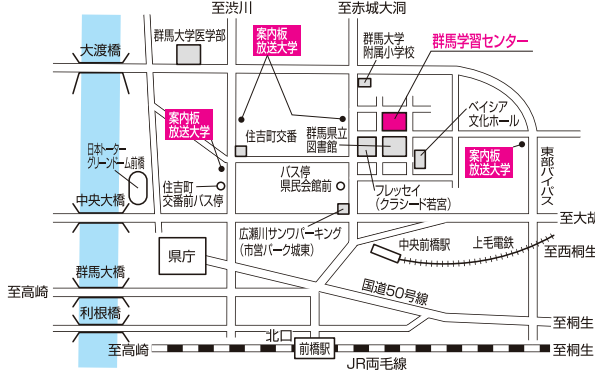 至渋川
至赤城大洞
大渡橋
群馬大学医学部
案内板
放送大学
群馬大学
附属小学校
群馬学習センター
案内板
放送大学
住吉町交番
群馬県立
図書館
ベイシア
文化ホール
案内板
放送大学
東部バイパス
日本トーター
グリーンドーム前橋
住吉町
交番前バス停
バス停
県民会館前
フレッセイ
(クラシード若宮)
中央大橋
至大胡
広瀬川サンワパーキング
(市営パーク城東)
県庁
中央前橋駅
上毛電鉄
至西桐生
群馬大橋
至高崎
国道50号線
利根橋
至桐生
北口
至高崎
前橋駅
至桐生
JR両毛線